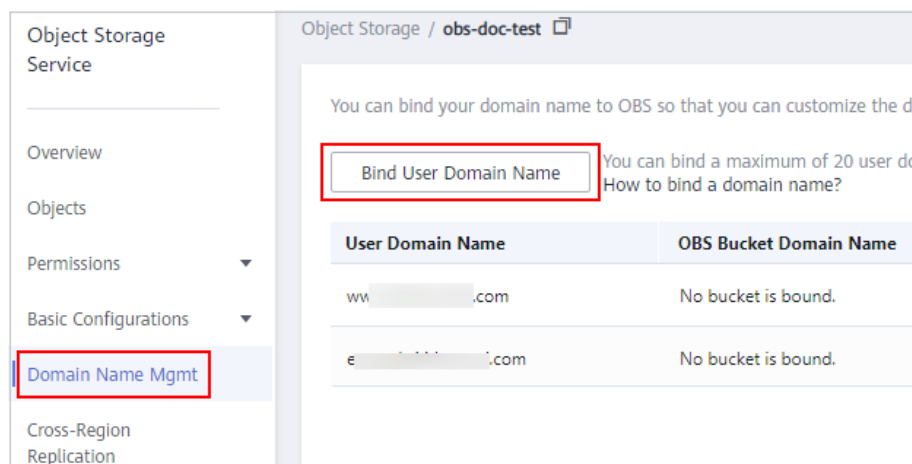 Object Storage
Service
Overview
Objects
Permissions
Basic Configurations
Domain Name Mgmt
Cross-Region
Replication
Object Storage / obs-doc-test
You can bind your domain name to OBS so that you can customize the d
Bind User Domain Name
You can bind a maximum of 20 user do
How to bind a domain name?
User Domain Name OBS Bucket Domain Name
ww .com No bucket is bound.
e .com No bucket is bound.